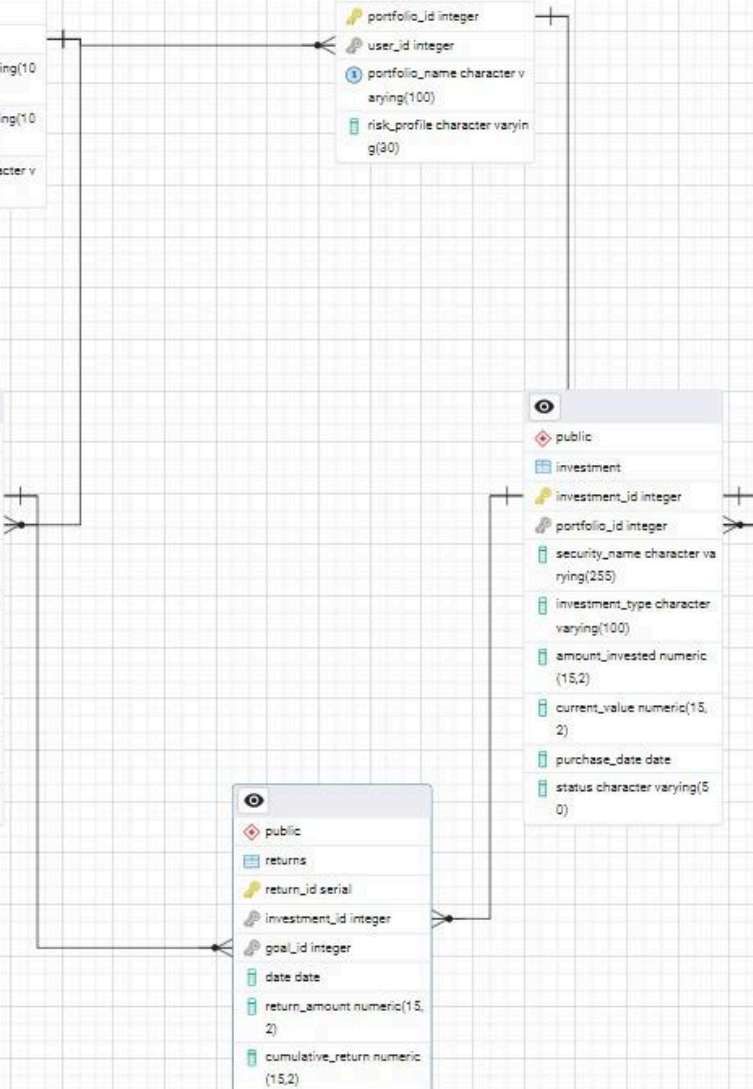 portfolio_id integer
user_id integer
portfolio_name character v
arying(100)
risk_profile character varyin
g(30)
ing(10
ing(10
acter v
public
investment
investment_id integer
portfolio_id integer
security_name character va
rying(255)
investment_type character
varying(100)
amount_invested numeric
(15,2)
current_value numeric(15,
2)
purchase_date date
status character varying(5
0)
public
returns
return_id serial
investment_id integer
goal_id integer
date date
return_amount numeric(15,
2)
cumulative_return numeric
(15,2)